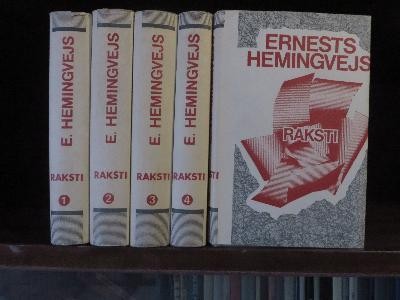 E. HEMINGVEJS
RAKSTI
1
E. HEMINGVEJS
RAKSTI
2
E. HEMINGVEJS
RAKSTI
3
E. HEMINGVEJS
RAKSTI
4
ERNESTS
HEMINGVEJS
RAKSTI